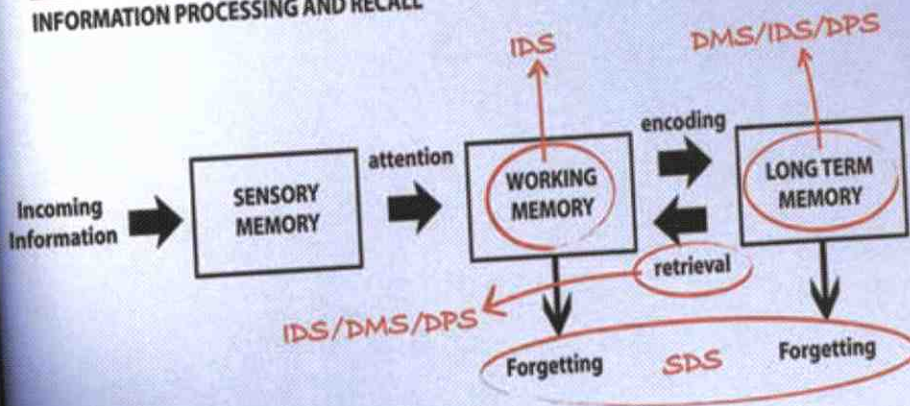 INFORMATION PROCESSING AND RECALL
IDS
DMS/IDS/DPS
Incoming
Information
SENSORY
MEMORY
attention
WORKING
MEMORY
encoding
LONG TERM
MEMORY
retrieval
IDS/DMS/DPS
Forgetting
SDS
Forgetting